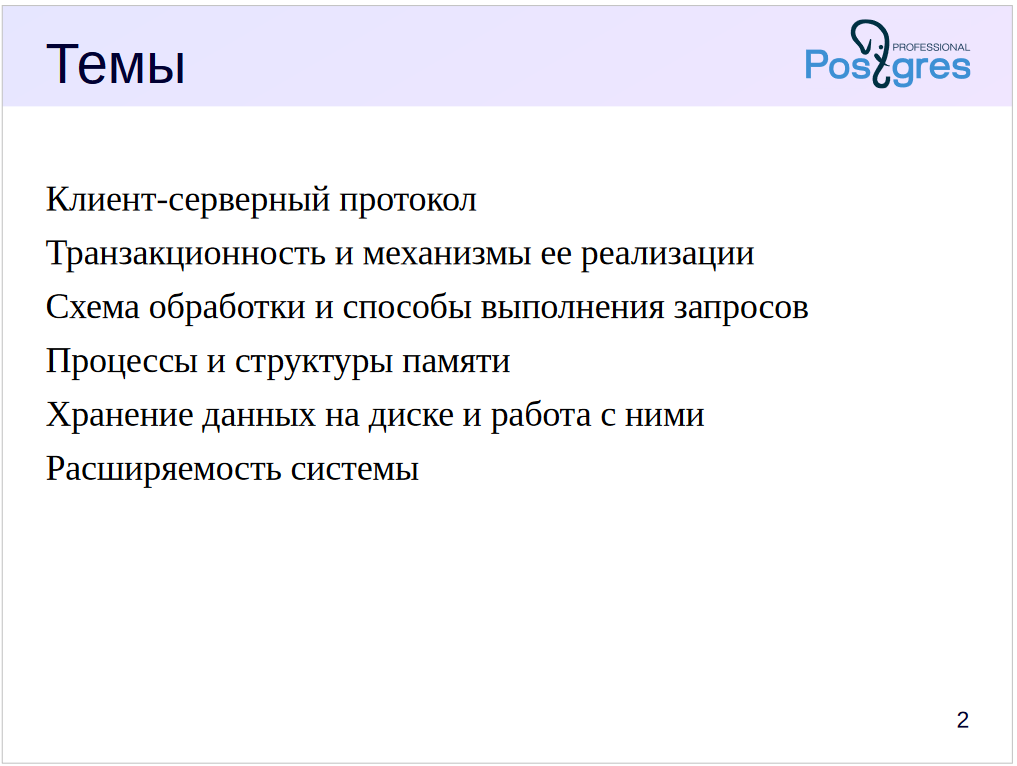 Темы
PROFESSIONAL
Postgres
Клиент-серверный протокол
Транзакционность и механизмы ее реализации
Схема обработки и способы выполнения запросов
Процессы и структуры памяти
Хранение данных на диске и работа с ними
Расширяемость системы
2